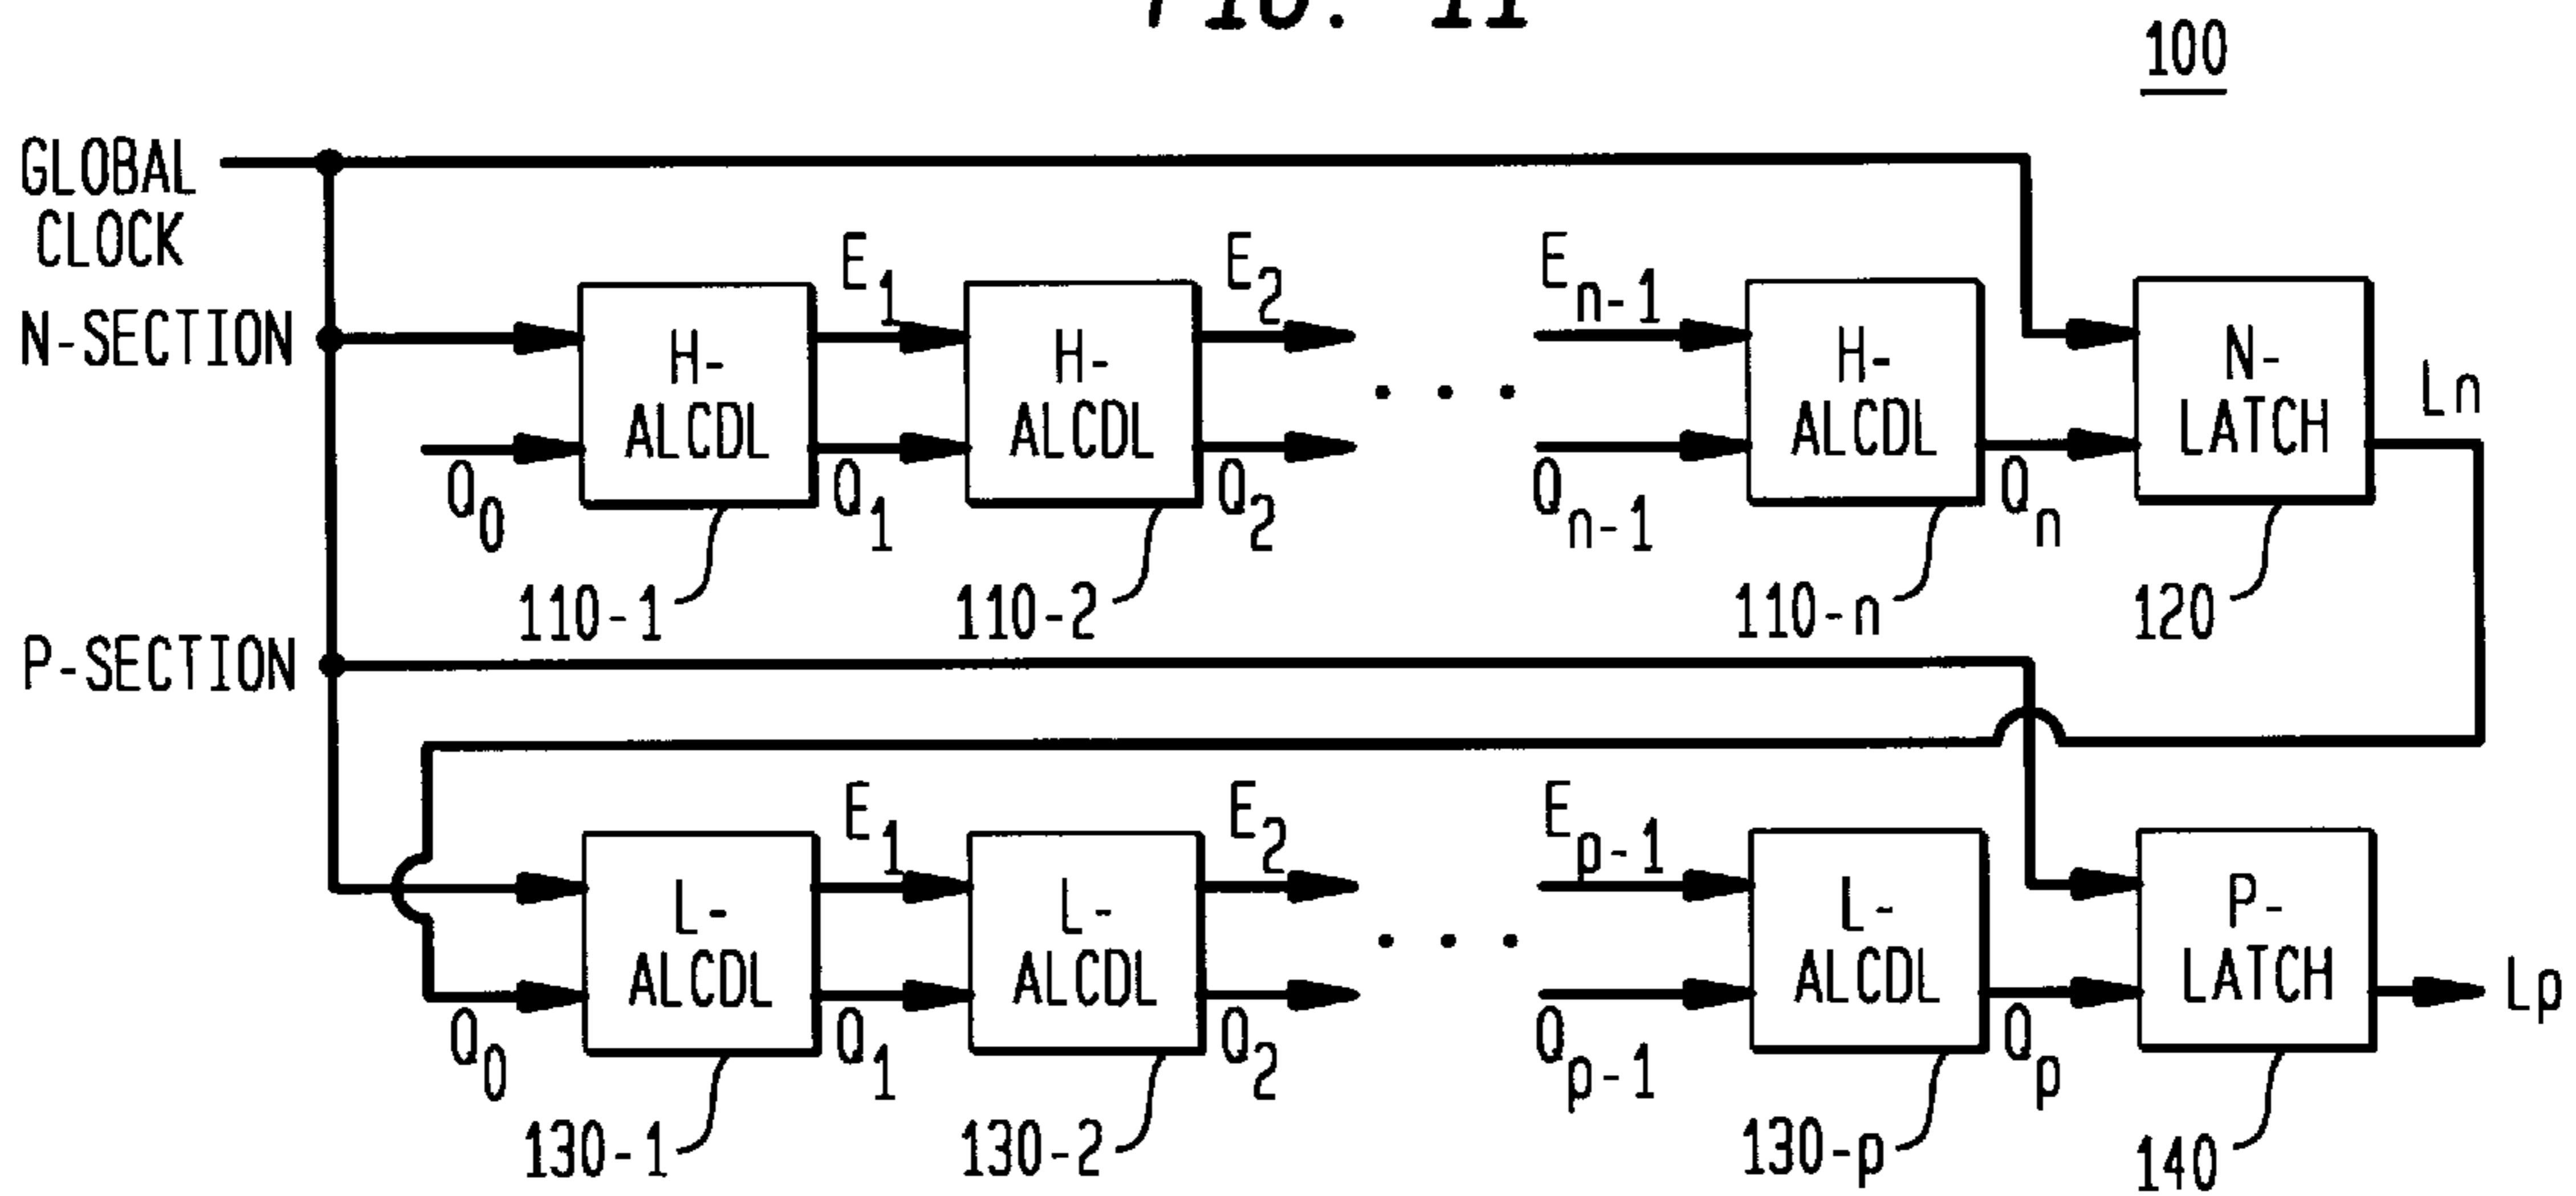 FIG. 11
100
GLOBAL
CLOCK
N-SECTION
E1
E2
En-1
H-
ALCDL
H-
ALCDL
H-
ALCDL
N-
LATCH
Ln
Q0
Q1
Q2
Qn-1
Qn
110-1
110-2
110-n
120
P-SECTION
E1
E2
Ep-1
L-
ALCDL
L-
ALCDL
L-
ALCDL
P-
LATCH
Lp
Q0
Q1
Q2
Qp-1
Qp
130-1
130-2
130-p
140